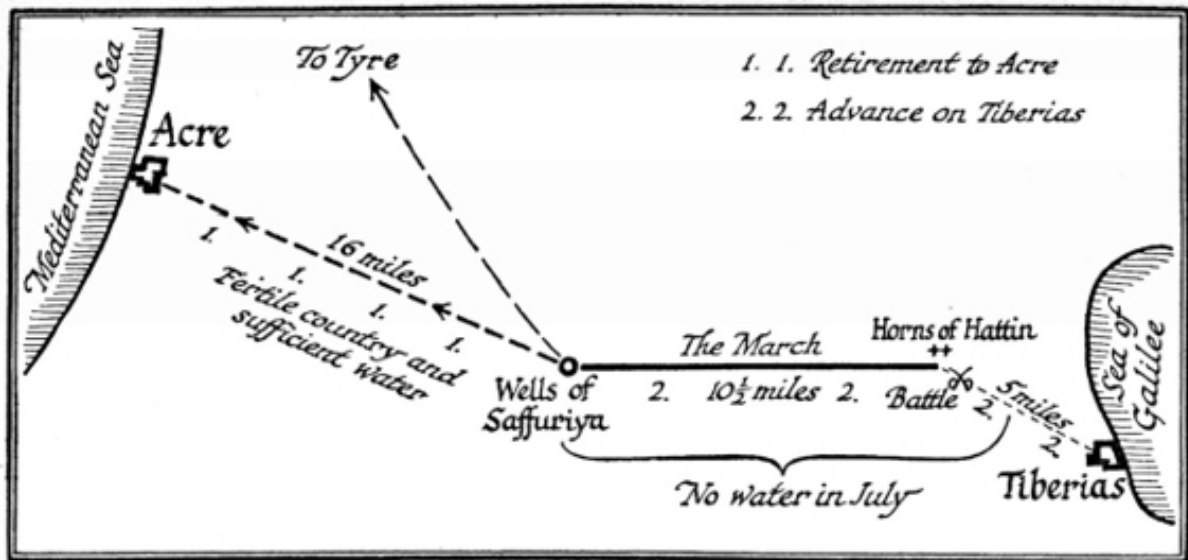 To Tyre
1. 1. Retirement to Acre
2. 2. Advance on Tiberias
Mediterranean Sea
Acre
16 miles
1.
1.
1.
1.
Fertile country and
sufficient water
Wells of
Saffuriya
The March
2. 10½ miles 2.
Horns of Hattin
Battle
5 miles
2.
2.
Sea of
Galilee
Tiberias
No water in July